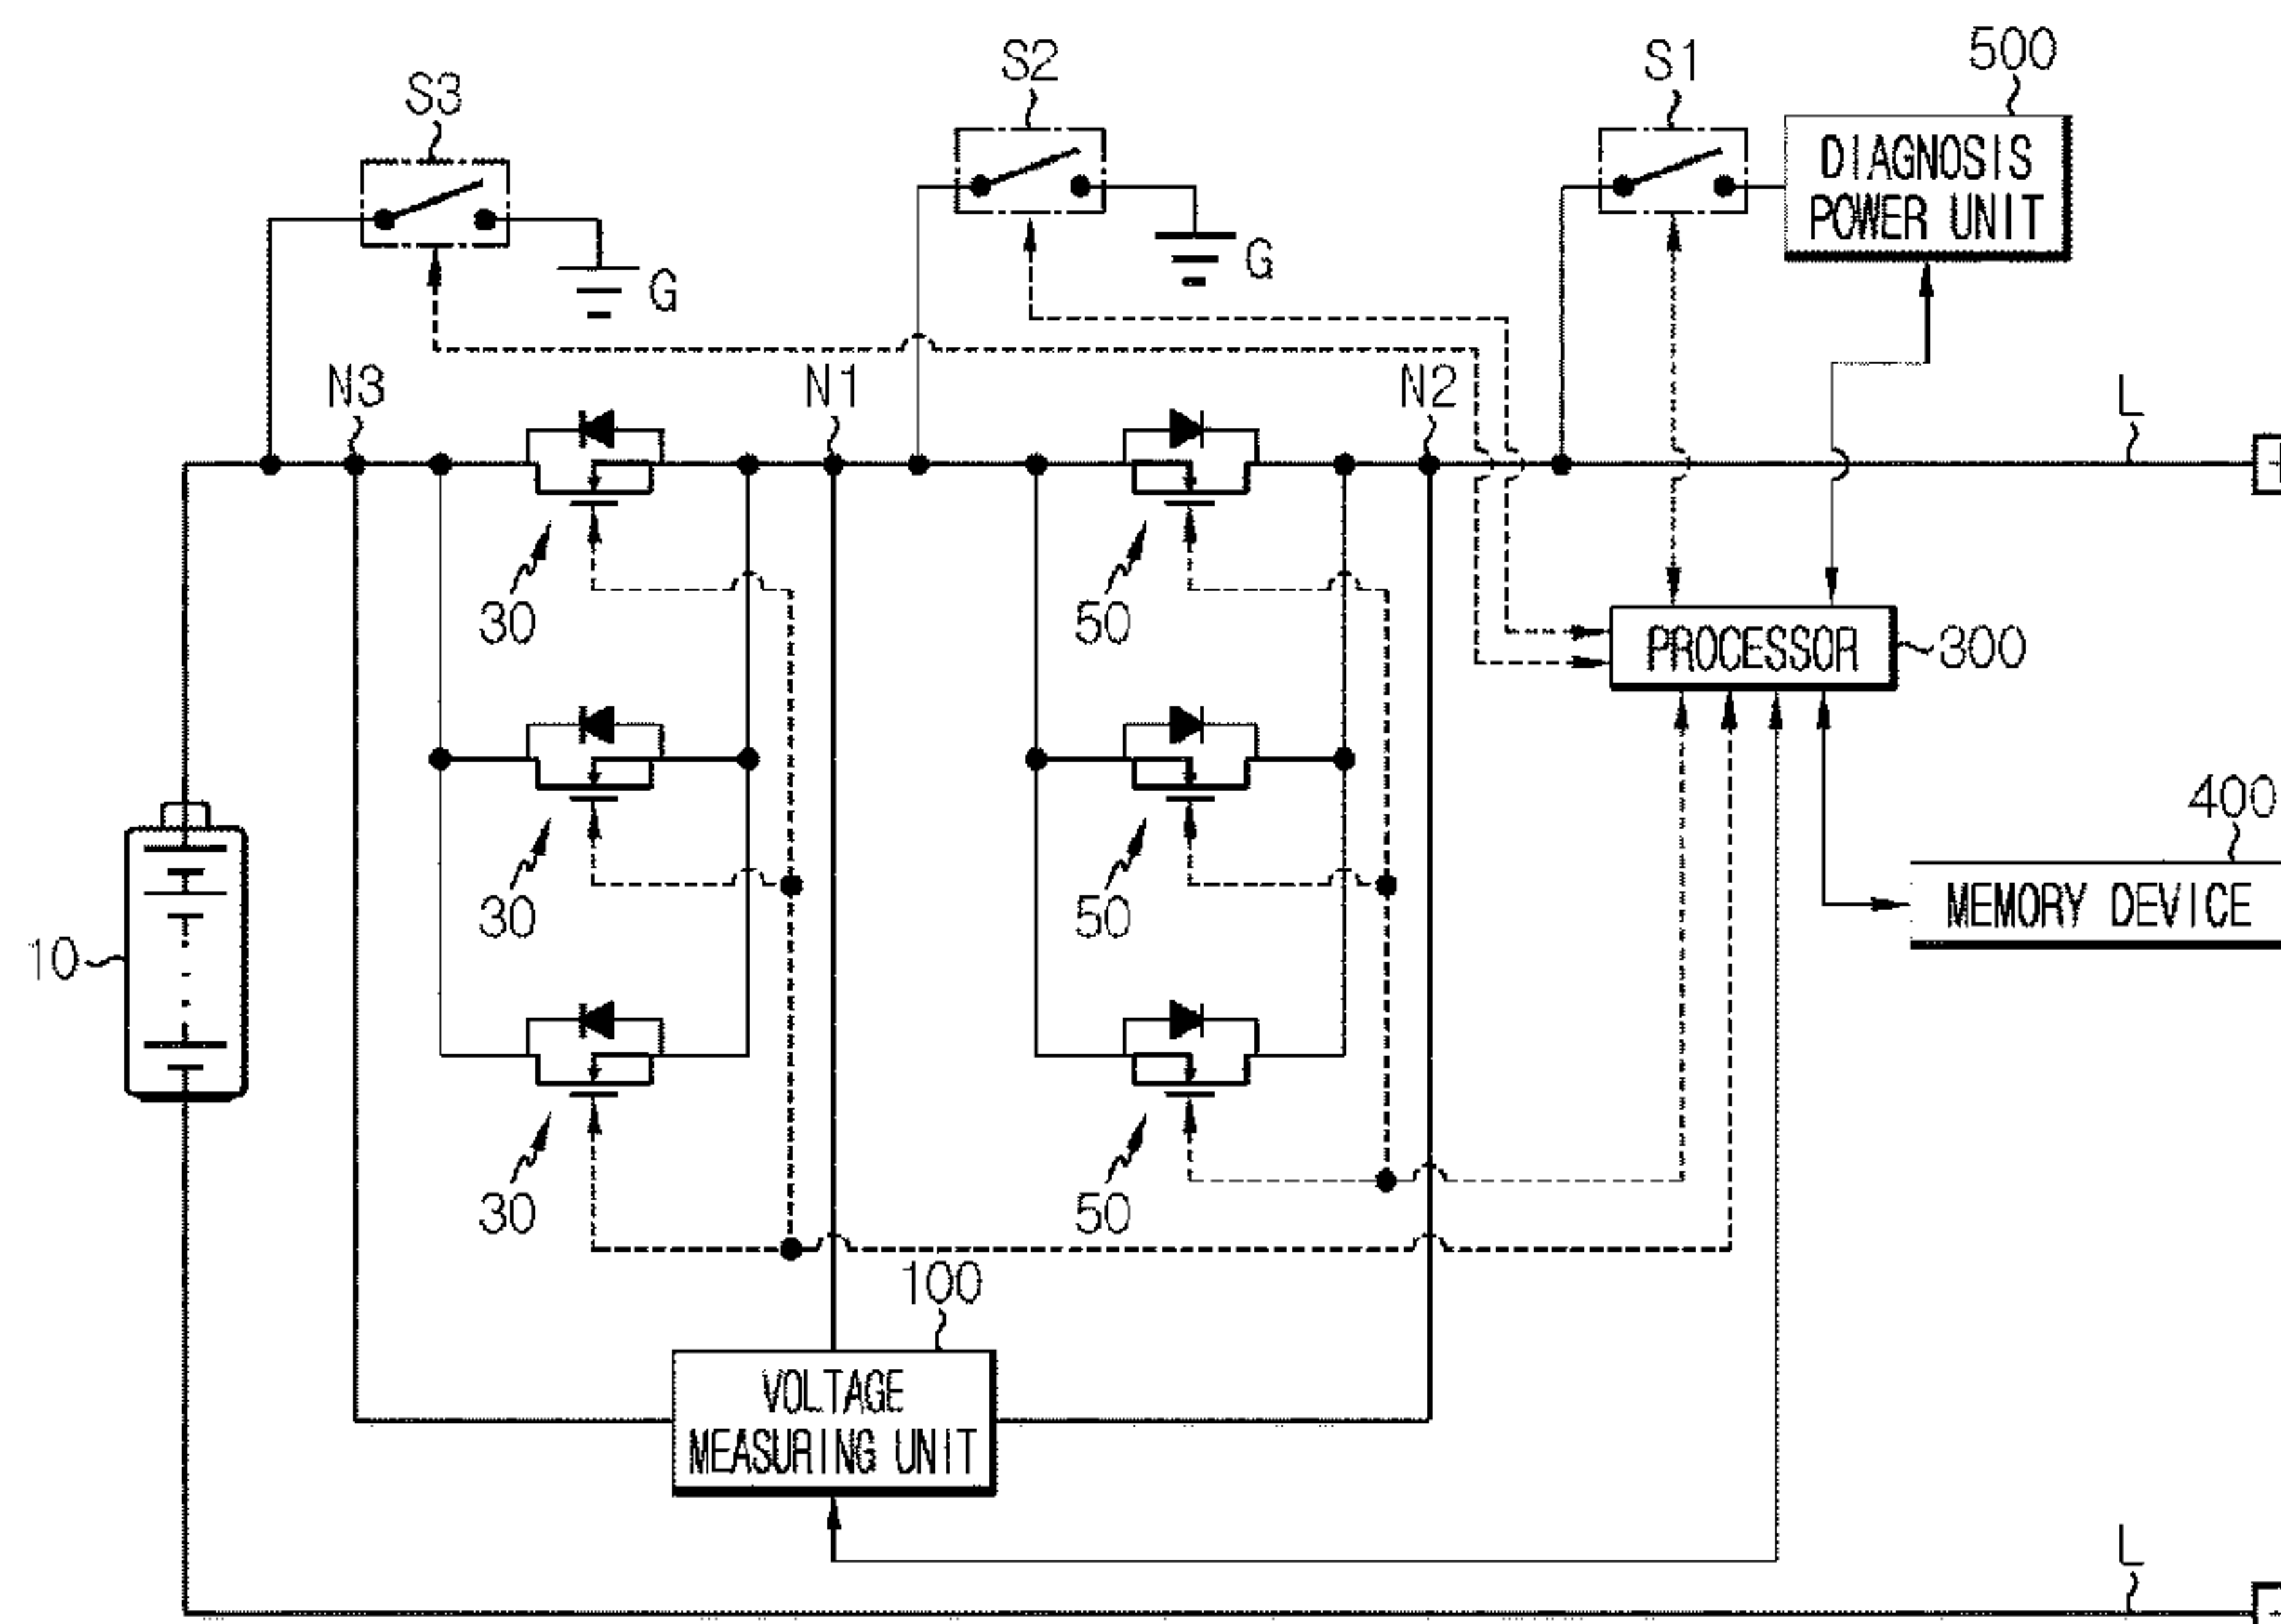 500
S2
S1
S3
DIAGNOSIS
POWER UNIT
G
G
N3
N1
N2
L
30
50
PROCESSOR
300
400
MEMORY DEVICE
30
50
10
30
50
100
VOLTAGE
MEASURING UNIT
L